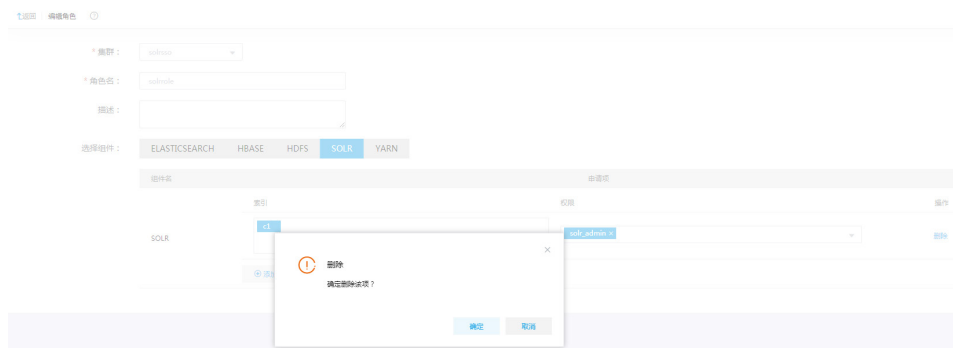 返回 编辑角色 ?
* 集群：
* 角色名： solrrole
描述：
选择组件： ELASTICSEARCH HBASE HDFS SOLR YARN
组件名 申请项
索引 权限 操作
SOLR c1 solr_admin × 删除
删除
确定删除该项？
确定 取消